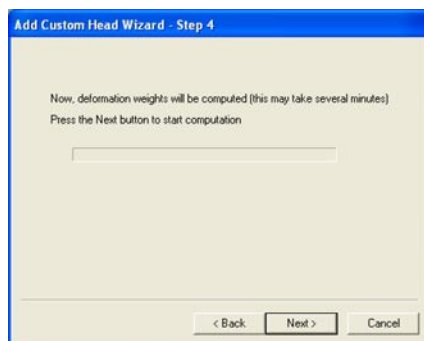 Add Custom Head Wizard - Step 4
Now, deformation weights will be computed (this may take several minutes)
Press the Next button to start computation
< Back Next > Cancel